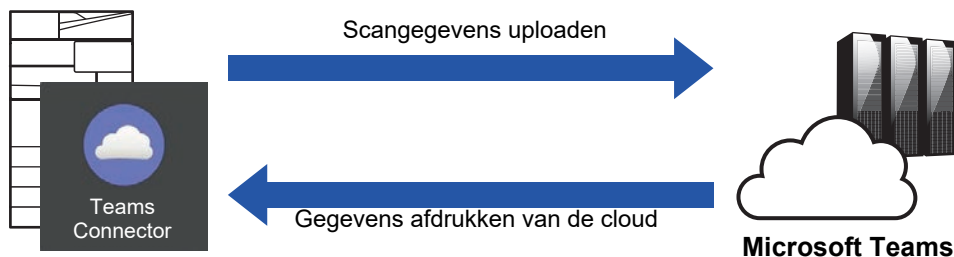 Scangegevens uploaden
Teams
Connector
Gegevens afdrukken van de cloud
Microsoft Teams